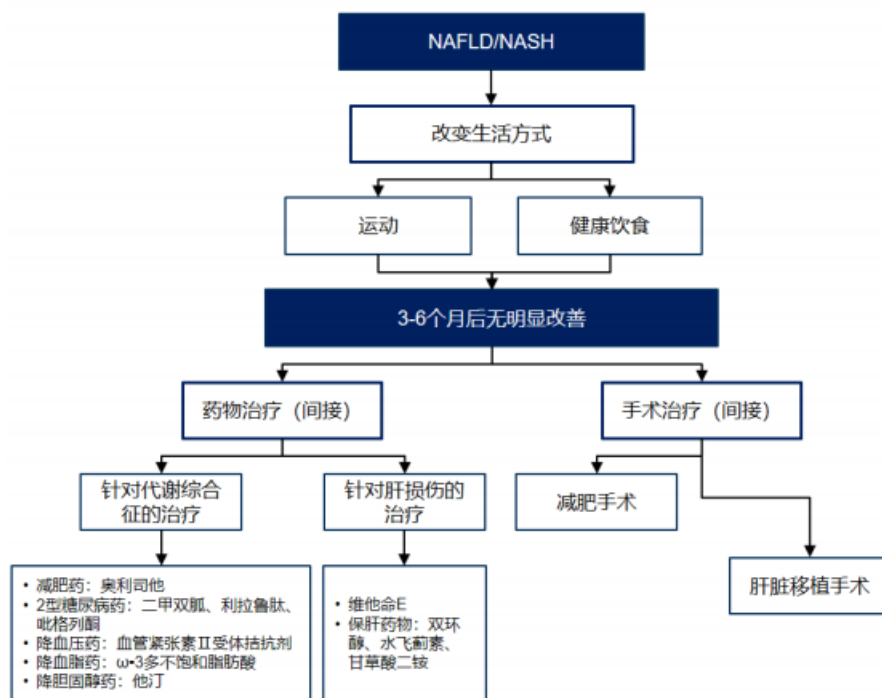 NAFLD/NASH
改变生活方式
运动
健康饮食
3-6个月后无明显改善
药物治疗（间接）
手术治疗（间接）
针对代谢综合
征的治疗
针对肝损伤的
治疗
减肥手术
肝脏移植手术
• 减肥药：奥利司他
• 2型糖尿病药：二甲双胍、利拉鲁肽、
吡格列酮
• 降血压药：血管紧张素Ⅱ受体拮抗剂
• 降血脂药：ω-3多不饱和脂肪酸
• 降胆固醇药：他汀
• 维他命E
• 保肝药物：双环
醇、水飞蓟素、
甘草酸二铵